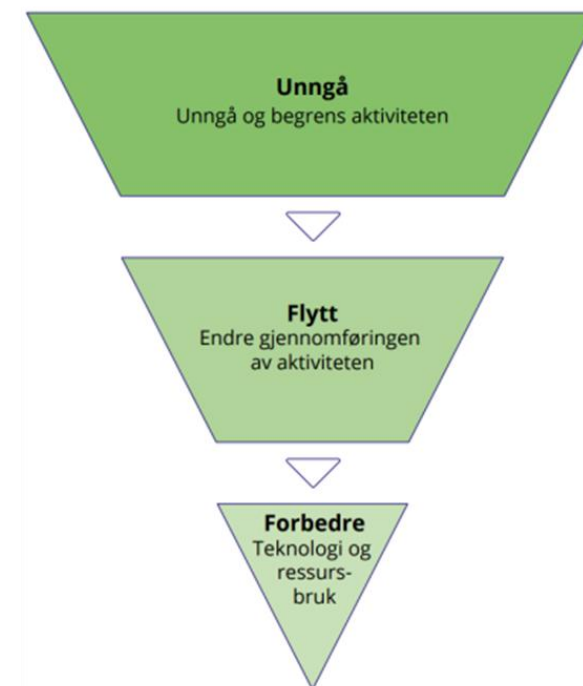 Unngå
Unngå og begrens aktiviteten
Flytt
Endre gjennomføringen
av aktiviteten
Forbedre
Teknologi og
ressurs-
bruk